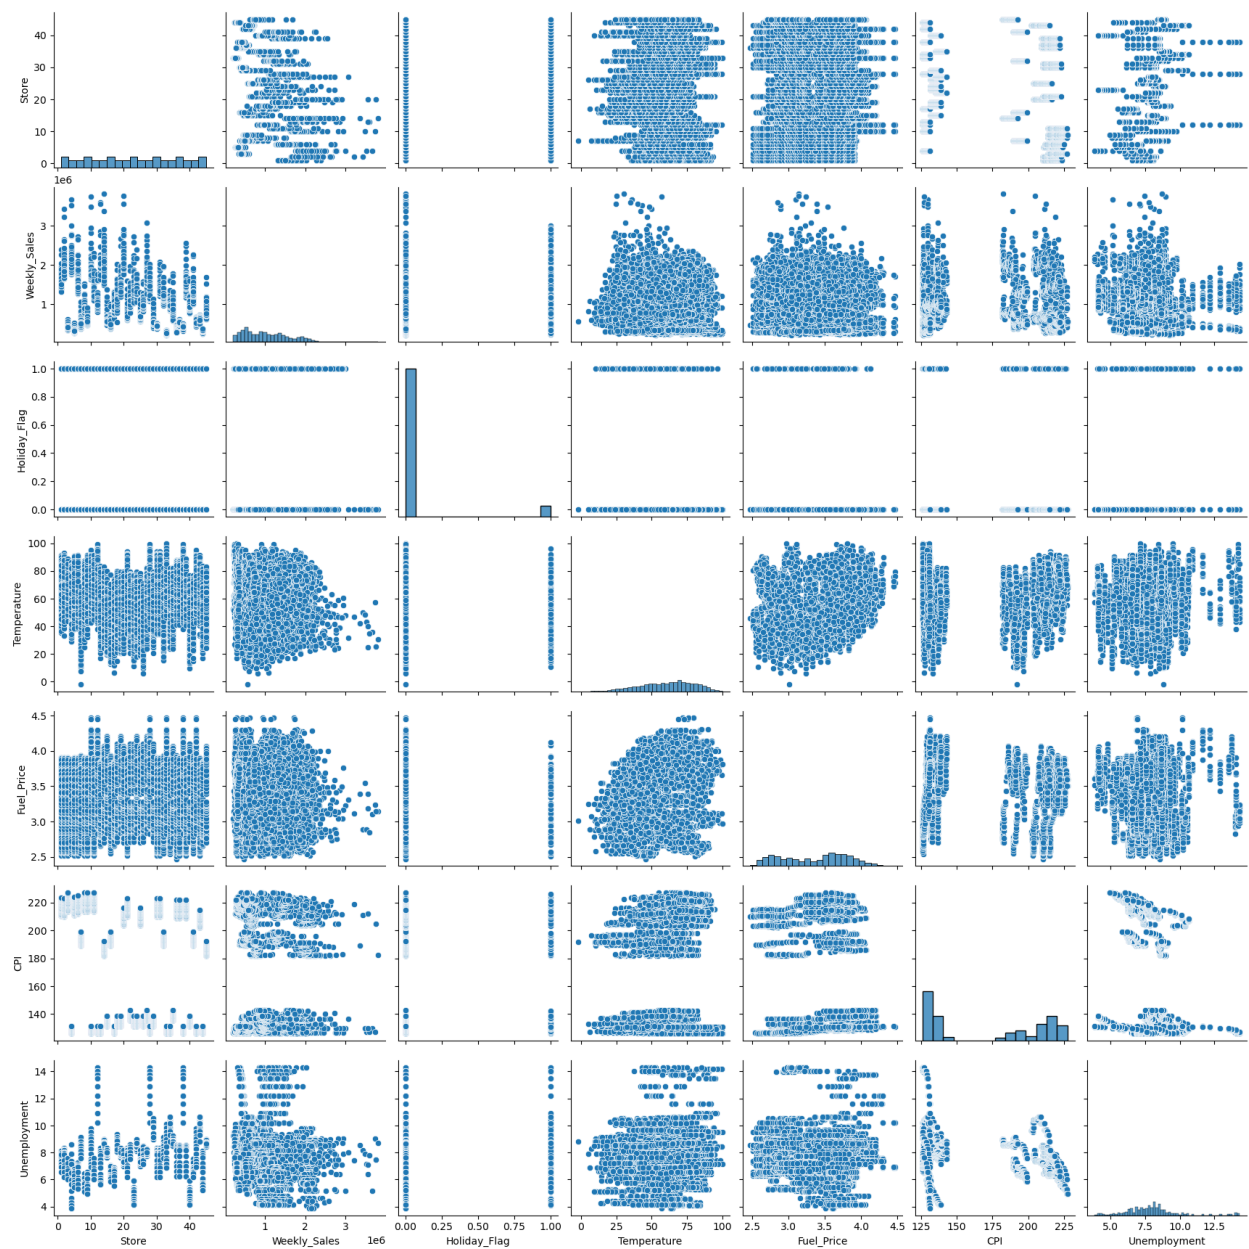 40
30
20
10
0
Store
1e6
3
2
1
Weekly_Sales
1.0
0.8
0.6
0.4
0.2
0.0
Holiday_Flag
100
80
60
40
20
0
Temperature
4.5
4.0
3.5
3.0
2.5
Fuel_Price
220
200
180
160
140
CPI
14
12
10
8
6
4
Unemployment
0 20 40
1 2 3
0.00 0.25 0.50 0.75 1.00
0 25 50 75 100
2.5 3.0 3.5 4.0 4.5
125 150 175 200 225
5.0 7.5 10.0 12.5
Store Weekly_Sales 1e6 Holiday_Flag Temperature Fuel_Price CPI Unemployment